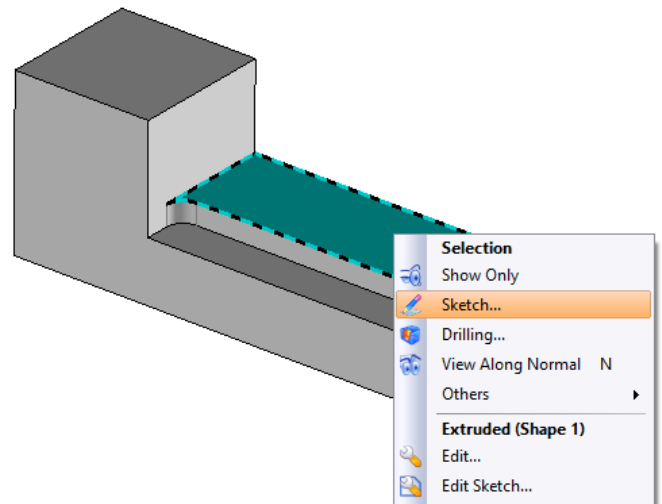 Selection
Show Only
Sketch...
Drilling...
View Along Normal N
Others
Extruded (Shape 1)
Edit...
Edit Sketch...